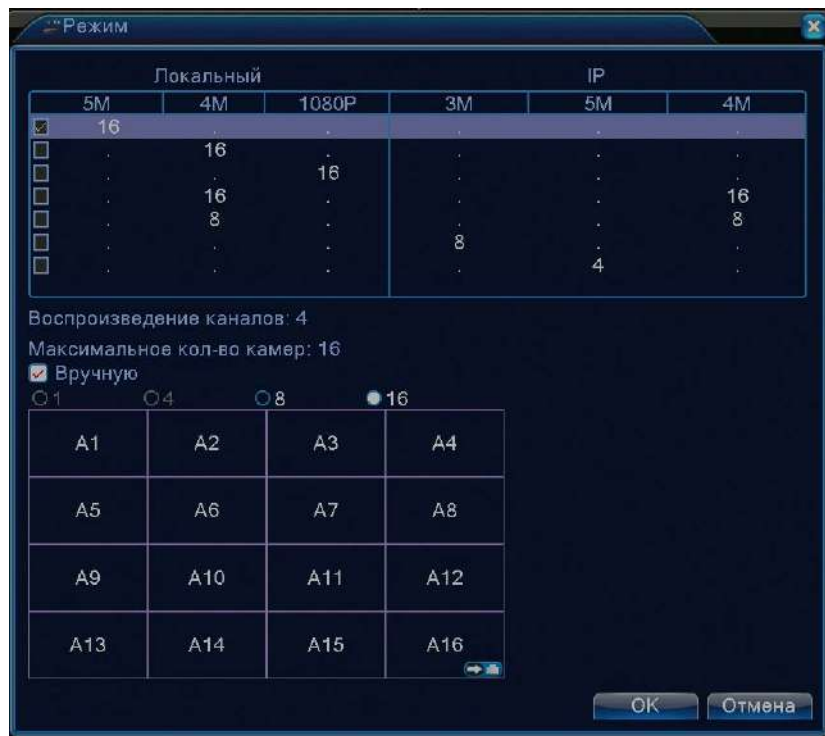 Режим
Локальный IP
5M 4M 1080P 3M 5M 4M
16 . . . . .
. 16 . . . .
. . 16 . . .
. 16 . . . 16
. 8 . . . 8
. . . 8 . .
. . . . 4 .
Воспроизведение каналов: 4
Максимальное кол-во камер: 16
Вручную
1 4 8 16
A1 A2 A3 A4
A5 A6 A7 A8
A9 A10 A11 A12
A13 A14 A15 A16
OK Отмена